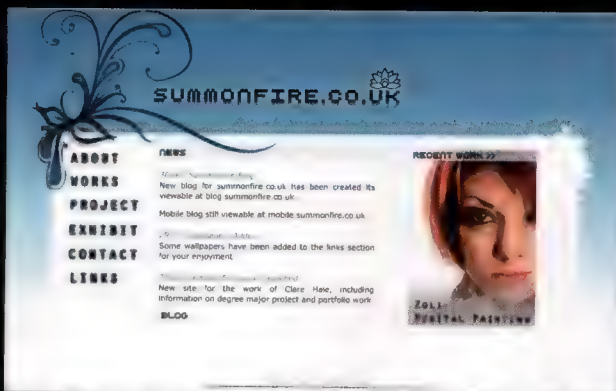 SUMMONFIRE.CO.UK
ABOUT
WORKS
PROJECT
EXHIBIT
CONTACT
LINKS
NEWS
New blog for summonfire.co.uk has been created its
viewable at blog.summonfire.co.uk
Mobile blog still viewable at mobile.summonfire.co.uk
Some wallpapers have been added to the links section
for your enjoyment
New site for the work of Clare Hale, including
information on degree major project and portfolio work
BLOG
RECENT WORK >>
ZOLI
DIGITAL PAINTING